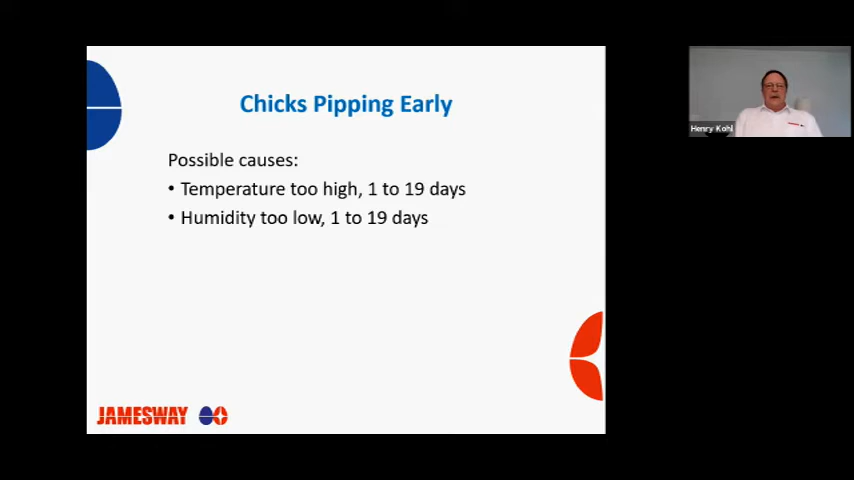 Chicks Pipping Early
Possible causes:
• Temperature too high, 1 to 19 days
• Humidity too low, 1 to 19 days
JAMESWAY
Henry Kohl